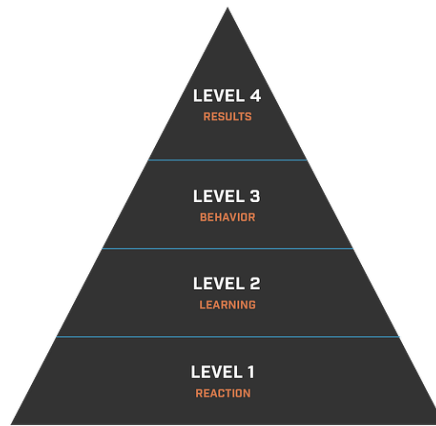 LEVEL 4
RESULTS
LEVEL 3
BEHAVIOR
LEVEL 2
LEARNING
LEVEL 1
REACTION